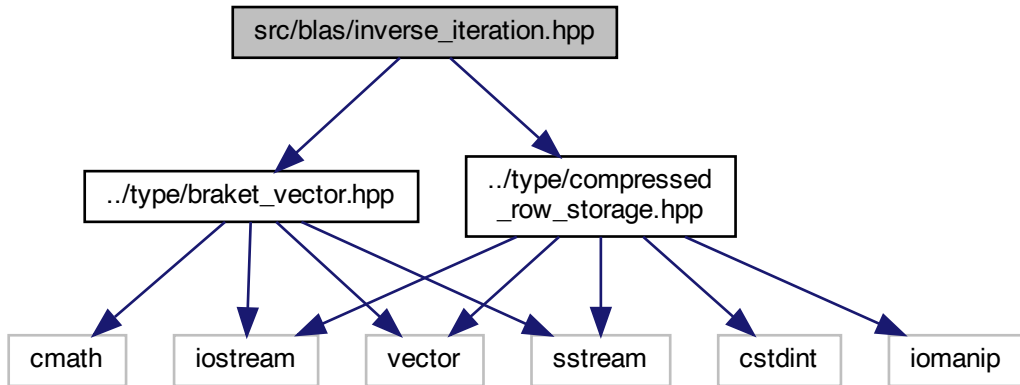 src/blas/inverse_iteration.hpp
../type/braket_vector.hpp
../type/compressed
_row_storage.hpp
cmath
iostream
vector
sstream
cstdint
iomanip